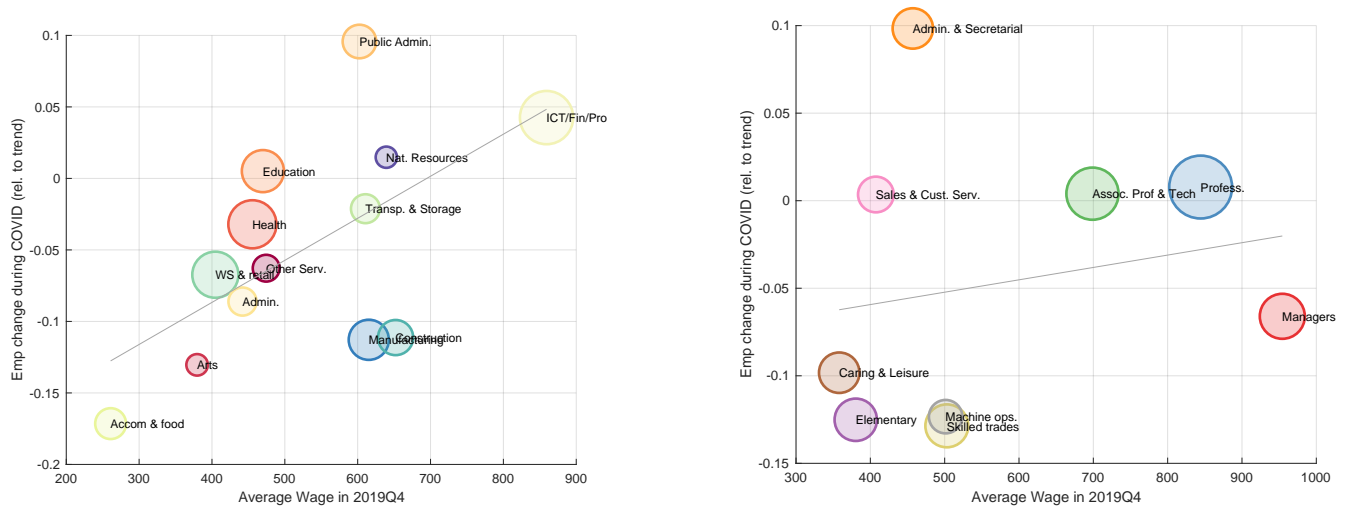 0.1
0.05
0
-0.05
-0.1
-0.15
-0.2
Emp change during COVID (rel. to trend)
Public Admin.
ICT/Fin/Pro
Nat. Resources
Education
Transp. & Storage
Health
Other Serv.
WS & retail
Admin.
Manufacturing
Construction
Arts
Accom & food
200 300 400 500 600 700 800 900
Average Wage in 2019Q4
0.1
0.05
0
-0.05
-0.1
-0.15
Emp change during COVID (rel. to trend)
Admin. & Secretarial
Profess.
Assoc. Prof & Tech
Sales & Cust. Serv.
Managers
Caring & Leisure
Machine ops.
Elementary
Skilled trades
300 400 500 600 700 800 900 1000
Average Wage in 2019Q4